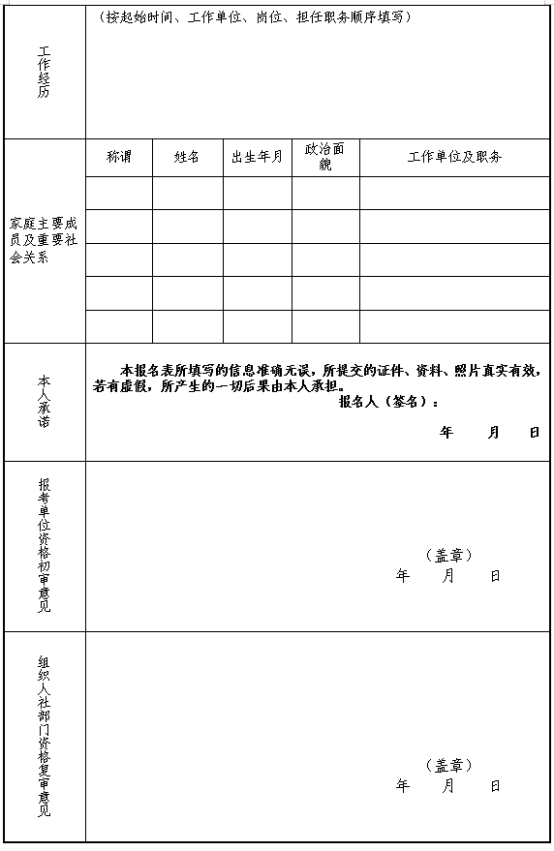 (按起始时间、工作单位、岗位、担任职务顺序填写)
工作经历
称谓 姓名 出生年月 政治面貌 工作单位及职务
家庭主要成
员及重要社
会关系
本人承诺
本报名表所填写的信息准确无误，所提交的证件、资料、照片真实有效，
若有虚假，所产生的一切后果由本人承担。
报名人（签名）：
年 月 日
报考单位资格初审意见
（盖章）
年 月 日
组织人社部门资格复审意见
（盖章）
年 月 日